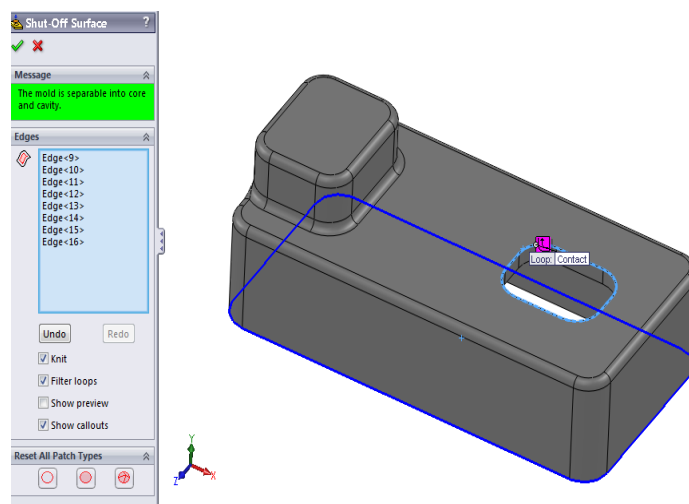 Shut-Off Surface
?
Message
The mold is separable into core
and cavity.
Edges
Edge<9>
Edge<10>
Edge<11>
Edge<12>
Edge<13>
Edge<14>
Edge<15>
Edge<16>
Undo Redo
Knit
Filter loops
Show preview
Show callouts
Reset All Patch Types
Loop: Contact
Y
Z X